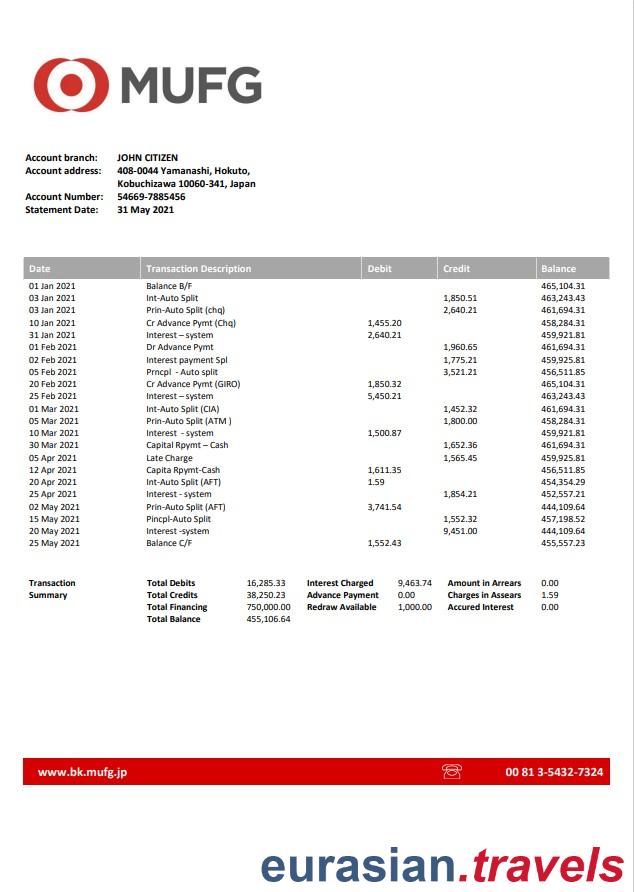 MUFG
Account branch: JOHN CITIZEN
Account address: 408-0044 Yamanashi, Hokuto,
Kobuchizawa 10060-341, Japan
Account Number: 54669-7885456
Statement Date: 31 May 2021
Date Transaction Description Debit Credit Balance
01 Jan 2021 Balance B/F 465,104.31
03 Jan 2021 Int-Auto Split 1,850.51 463,243.43
03 Jan 2021 Prin-Auto Split (chq) 2,640.21 461,694.31
10 Jan 2021 Cr Advance Pymt (Chq) 1,455.20 458,284.31
31 Jan 2021 Interest – system 2,640.21 459,921.81
01 Feb 2021 Dr Advance Pymt 1,960.65 461,694.31
02 Feb 2021 Interest payment Spl 1,775.21 459,925.81
05 Feb 2021 Prncpl - Auto split 3,521.21 456,511.85
20 Feb 2021 Cr Advance Pymt (GIRO) 1,850.32 465,104.31
25 Feb 2021 Interest – system 5,450.21 463,243.43
01 Mar 2021 Int-Auto Split (CIA) 1,452.32 461,694.31
05 Mar 2021 Prin-Auto Split (ATM ) 1,800.00 458,284.31
10 Mar 2021 Interest - system 1,500.87 459,921.81
30 Mar 2021 Capital Rpymt – Cash 1,652.36 461,694.31
05 Apr 2021 Late Charge 1,565.45 459,925.81
12 Apr 2021 Capita Rpymt-Cash 1,611.35 456,511.85
20 Apr 2021 Int-Auto Split (AFT) 1.59 454,354.29
25 Apr 2021 Interest - system 1,854.21 452,557.21
02 May 2021 Prin-Auto Split (AFT) 3,741.54 444,109.64
15 May 2021 Pincpl-Auto Split 1,552.32 457,198.52
20 May 2021 Interest -system 9,451.00 444,109.64
25 May 2021 Balance C/F 1,552.43 455,557.23
Transaction Total Debits 16,285.33 Interest Charged 9,463.74 Amount in Arrears 0.00
Summary Total Credits 38,250.23 Advance Payment 0.00 Charges in Assears 1.59
Total Financing 750,000.00 Redraw Available 1,000.00 Accured Interest 0.00
Total Balance 455,106.64
www.bk.mufg.jp 00 81 3-5432-7324
eurasian.travels